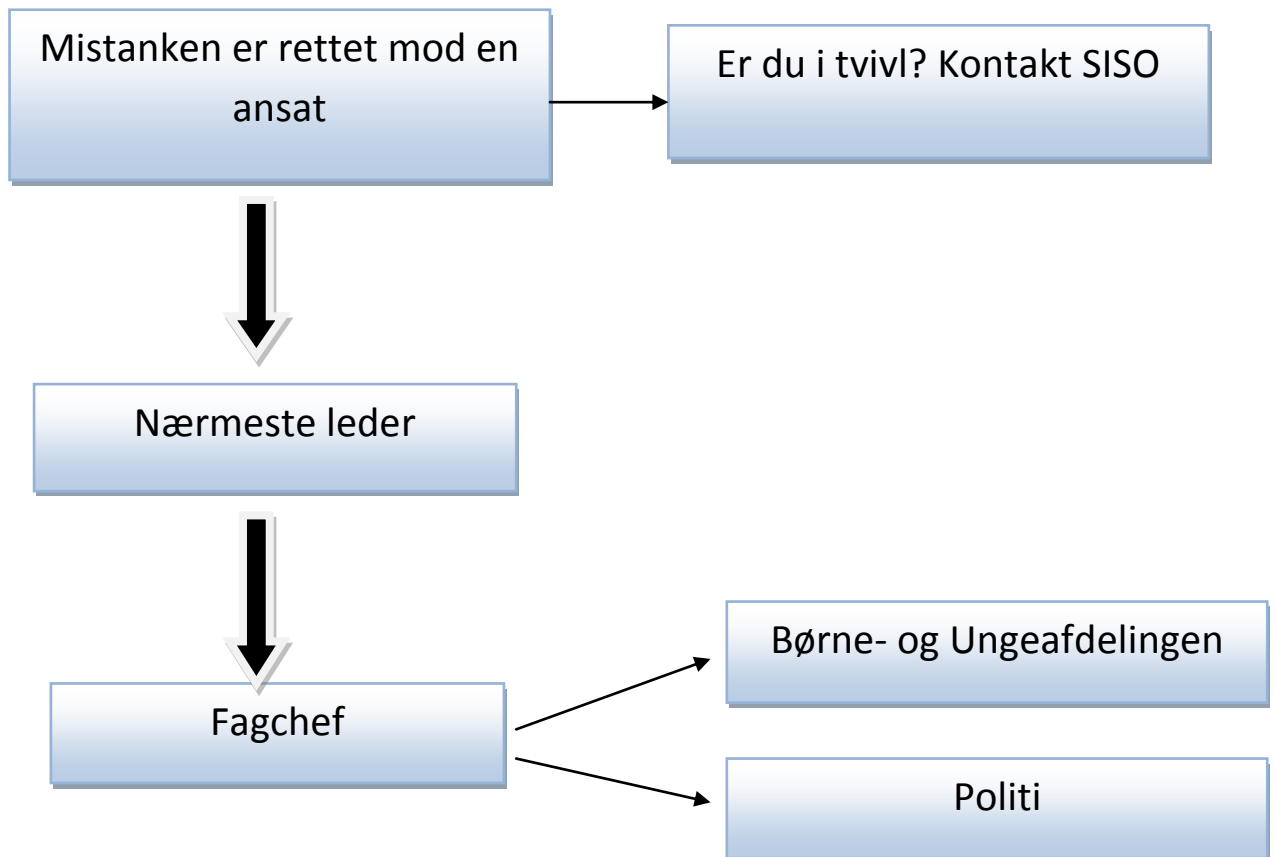 Mistanken er rettet mod en
ansat
Er du i tvivl? Kontakt SISO
Nærmeste leder
Fagchef
Børne- og Ungeafdelingen
Politi